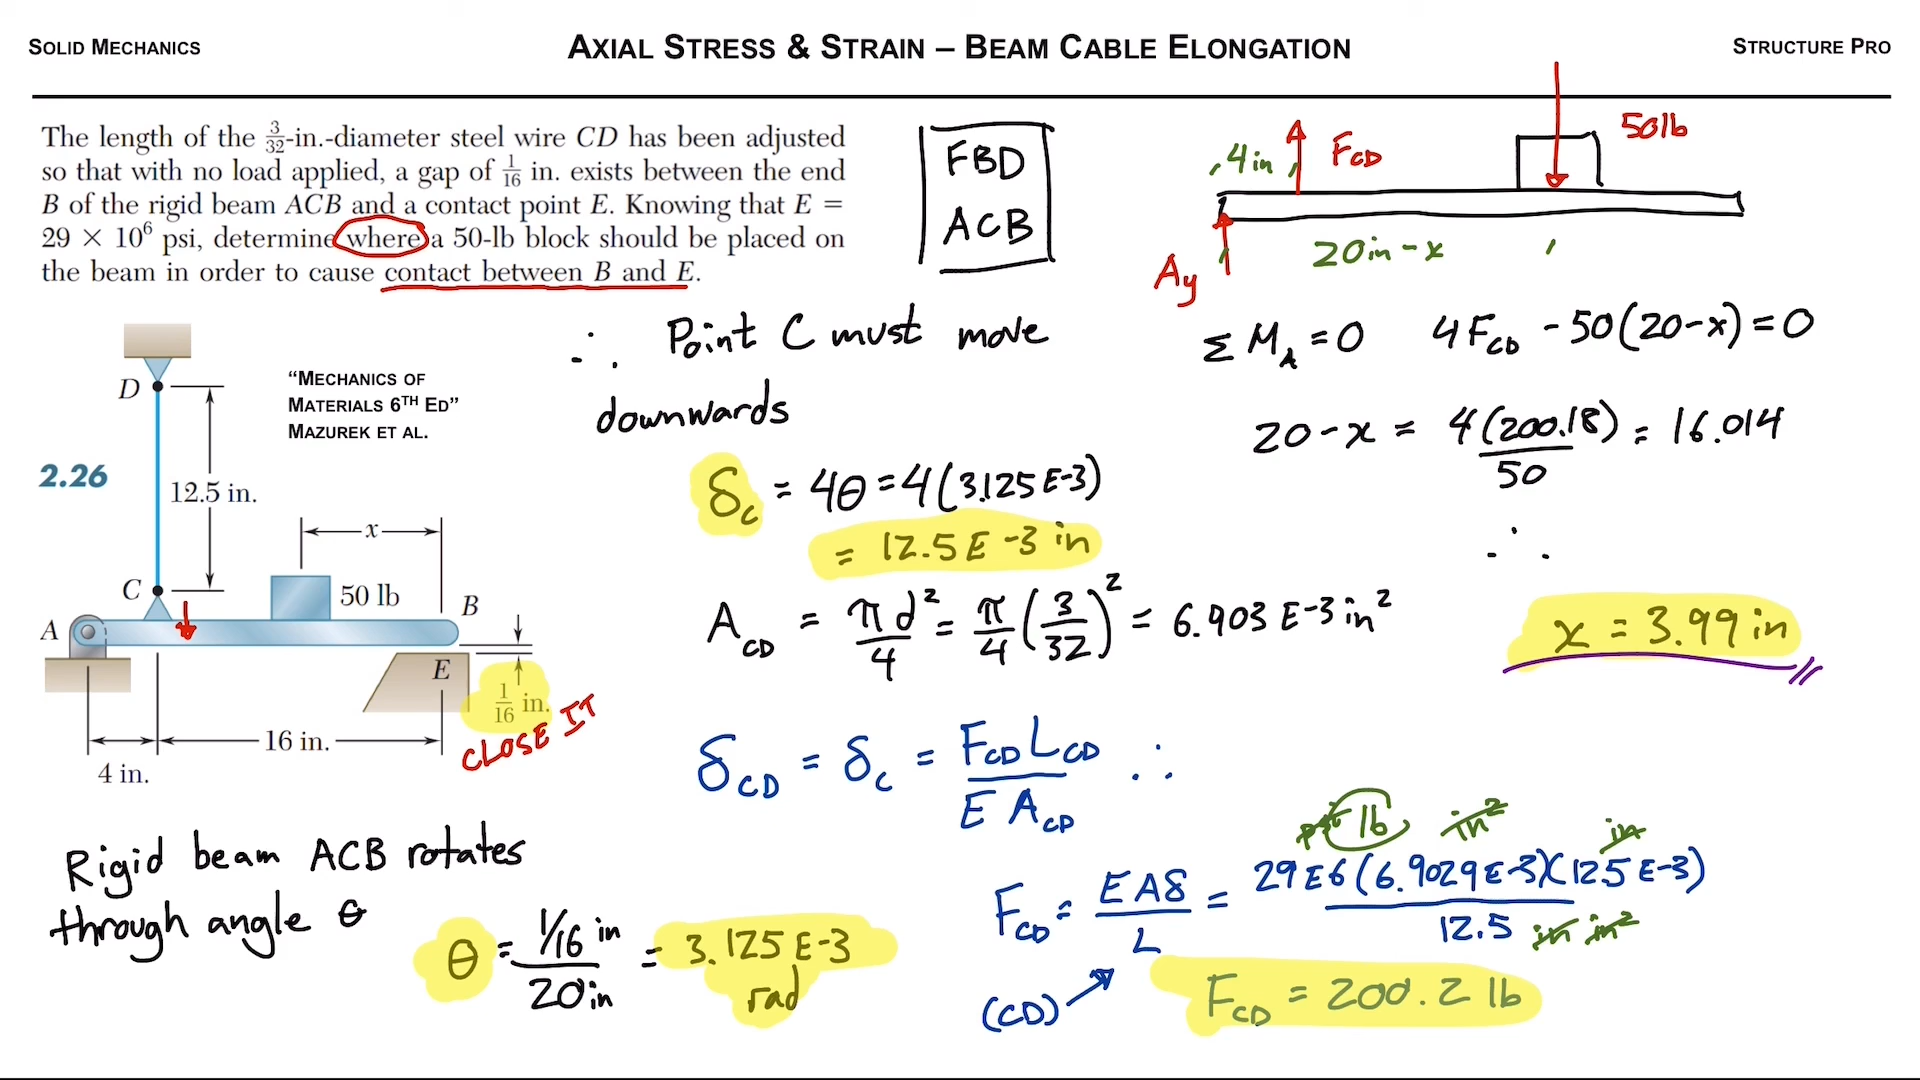 SOLID MECHANICS
AXIAL STRESS & STRAIN – BEAM CABLE ELONGATION
STRUCTURE PRO
The length of the 3/32-in.-diameter steel wire CD has been adjusted
so that with no load applied, a gap of 1/16 in. exists between the end
B of the rigid beam ACB and a contact point E. Knowing that E =
29 × 10⁶ psi, determine where a 50-lb block should be placed on
the beam in order to cause contact between B and E.
FBD
ACB
4in
F_CD
50lb
20in - x
A_y
∴ Point C must move
downwards
ΣM_A = 0 4F_CD - 50(20-x) = 0
20-x = 4(200.18)/50 = 16.014
∴
x = 3.99 in
D
"MECHANICS OF
MATERIALS 6TH ED"
MAZUREK ET AL.
2.26
12.5 in.
x
C
50 lb
B
A
E
1/16 in.
CLOSE IT
16 in.
4 in.
δ_C = 4θ = 4(3.125E-3)
= 12.5E-3 in
A_CD = πd²/4 = π/4 (3/32)² = 6.903E-3 in²
δ_CD = δ_C = F_CD L_CD / E A_CD ∴
Rigid beam ACB rotates
through angle θ
θ = 1/16 in / 20in = 3.125E-3
rad
lb in² in
F_CD = EAδ/L = 29E6(6.9029E-3)(12.5E-3) / 12.5 in in²
(CD)
F_CD = 200.2 lb